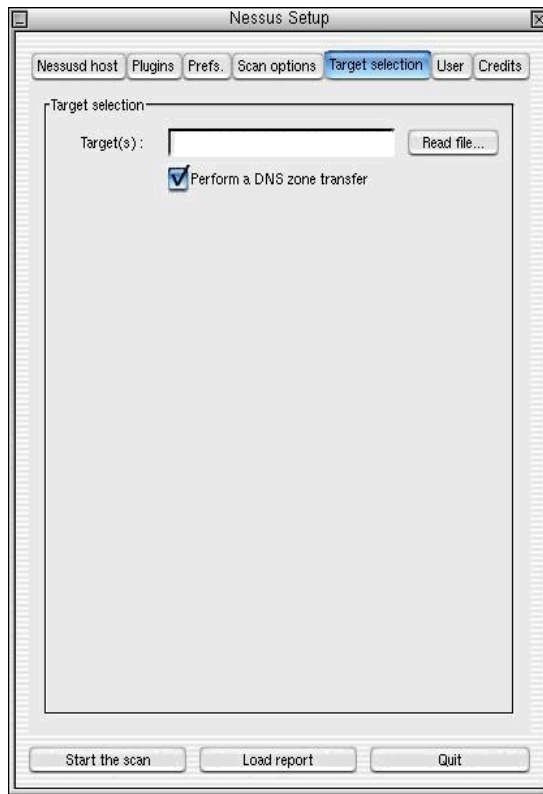 Nessus Setup
Nessusd host Plugins Prefs. Scan options Target selection User Credits
Target selection
Target(s) : Read file...
Perform a DNS zone transfer
Start the scan Load report Quit